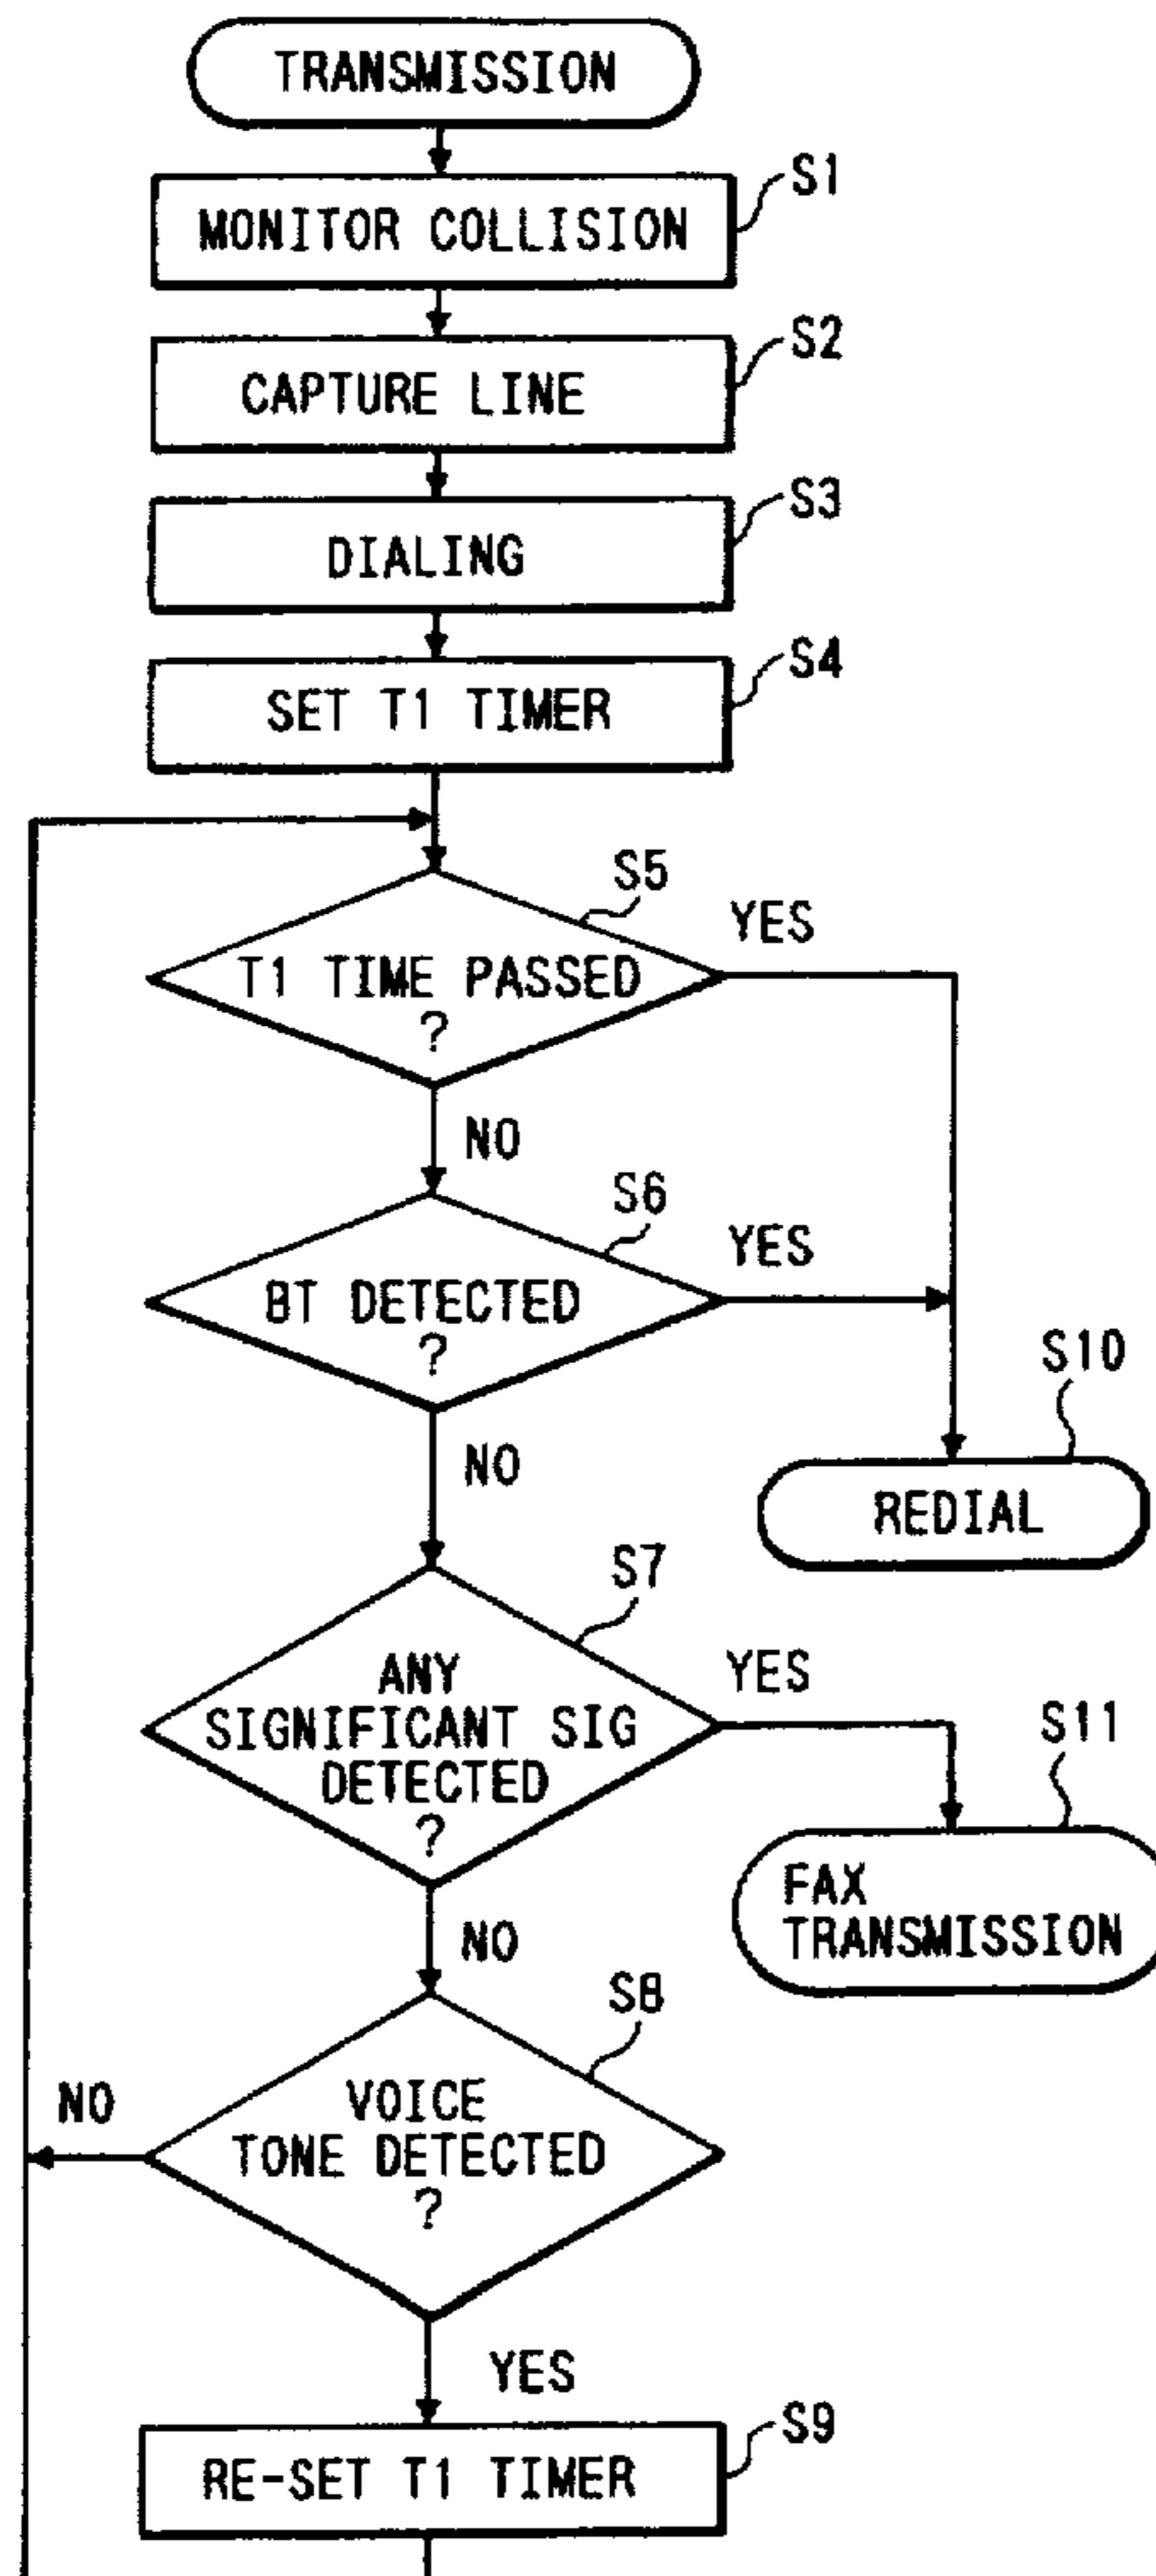 TRANSMISSION
S1
MONITOR COLLISION
S2
CAPTURE LINE
S3
DIALING
S4
SET T1 TIMER
S5
YES
T1 TIME PASSED
?
NO
S6
YES
BT DETECTED
?
S10
NO
REDIAL
S7
YES
ANY
SIGNIFICANT SIG
DETECTED
?
S11
FAX
TRANSMISSION
NO
S8
NO
VOICE
TONE DETECTED
?
YES
S9
RE-SET T1 TIMER